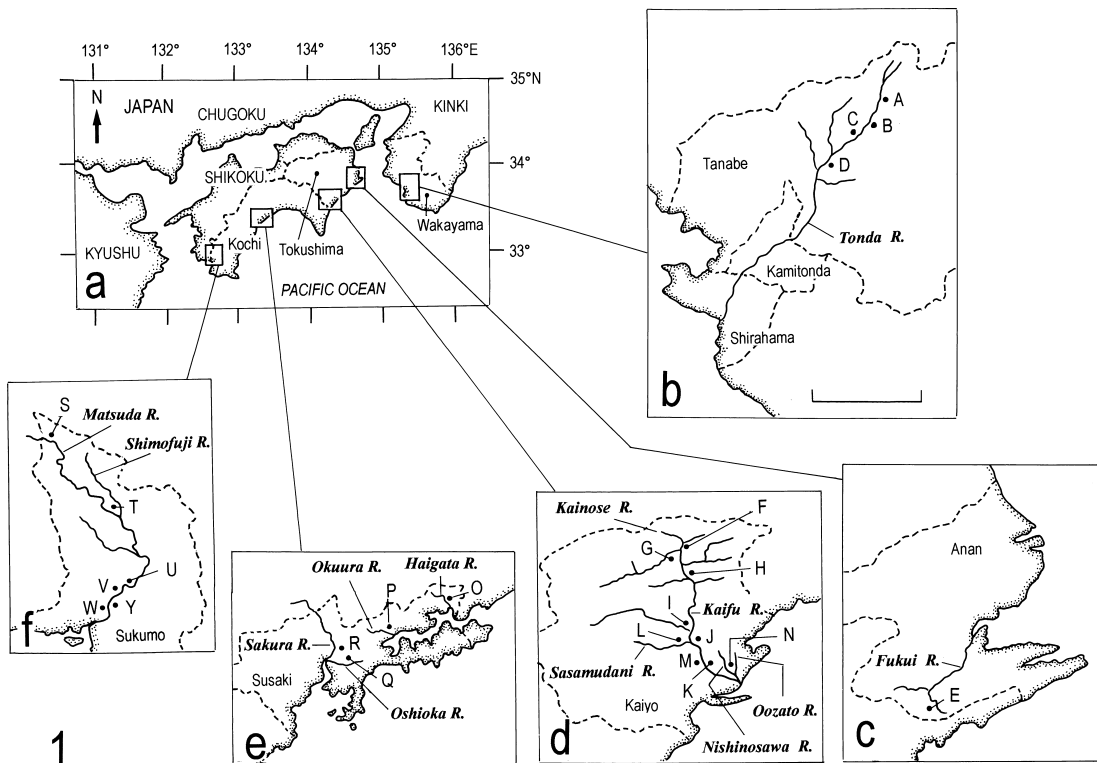 131° 132° 133° 134° 135° 136°E
35°N
34°
33°
N
JAPAN
CHUGOKU
KINKI
SHIKOKU
KYUSHU
Kochi
Tokushima
Wakayama
PACIFIC OCEAN
a
A
B
C
D
Tanabe
Tonda R.
Kamitonda
Shirahama
b
S
Matsuda R.
Shimofuji R.
T
U
V
W
Y
Sukumo
f
Okuura R.
Haigata R.
P
O
Sakura R.
R
Q
Susaki
Oshioka R.
e
Kainose R.
F
G
H
I
Kaifu R.
L
J
N
Sasamudani R.
M
K
Kaiyo
Oozato R.
Nishinosawa R.
d
Anan
Fukui R.
E
c
1